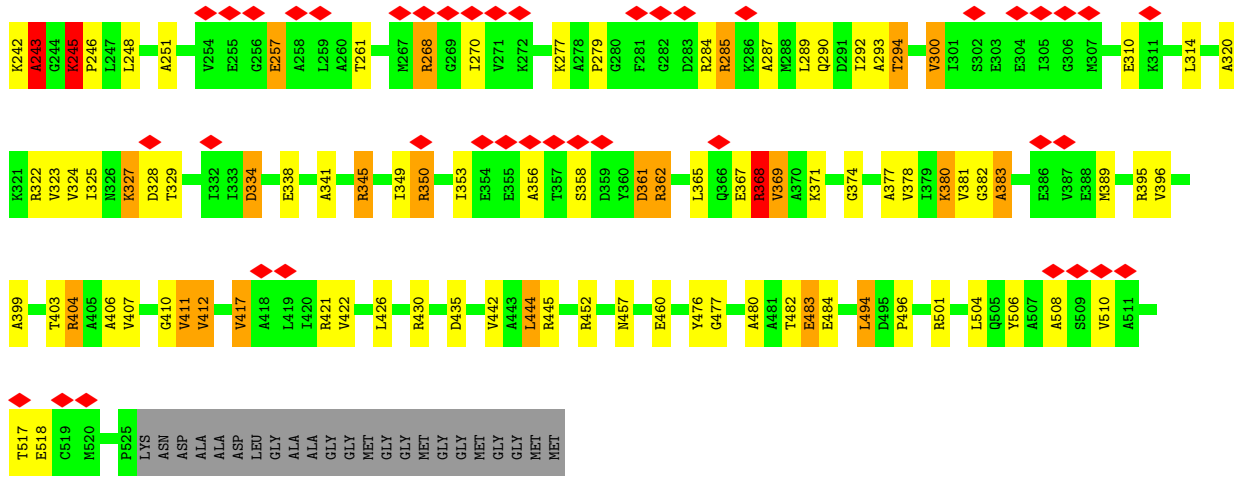 K242 A243 G244 K245 P246 L247 L248 A251 V254 E255 G256 E257 A258 L259 A260 T261 M267 R268 G269 I270 V271 K272 K277 A278 P279 G280 F281 G282 D283 R284 R285 K286 A287 M288 L289 Q290 D291 I292 A293 T294 V300 I301 S302 E303 E304 I305 G306 M307 E310 K311 L314 A320
K321 R322 V323 V324 I325 N326 K327 D328 T329 I332 I333 D334 E338 A341 R345 I349 R350 I353 E354 E355 A356 T357 S358 D359 Y360 D361 R362 L365 Q366 E367 R368 V369 A370 K371 G374 A377 V378 I379 K380 V381 G382 A383 E386 V387 E388 M389 R395 V396
A399 T403 R404 A405 A406 V407 G410 V411 V412 V417 A418 L419 I420 R421 V422 L426 R430 D435 V442 A443 L444 R445 R452 N457 E460 Y476 G477 A480 A481 T482 E483 E484 L494 D495 P496 R501 L504 Q505 Y506 A507 A508 S509 V510 A511
T517 E518 C519 M520 P525 LYS ASN ASP ALA ALA ASP LEU GLY ALA ALA GLY GLY MET GLY GLY MET GLY GLY MET GLY GLY MET MET